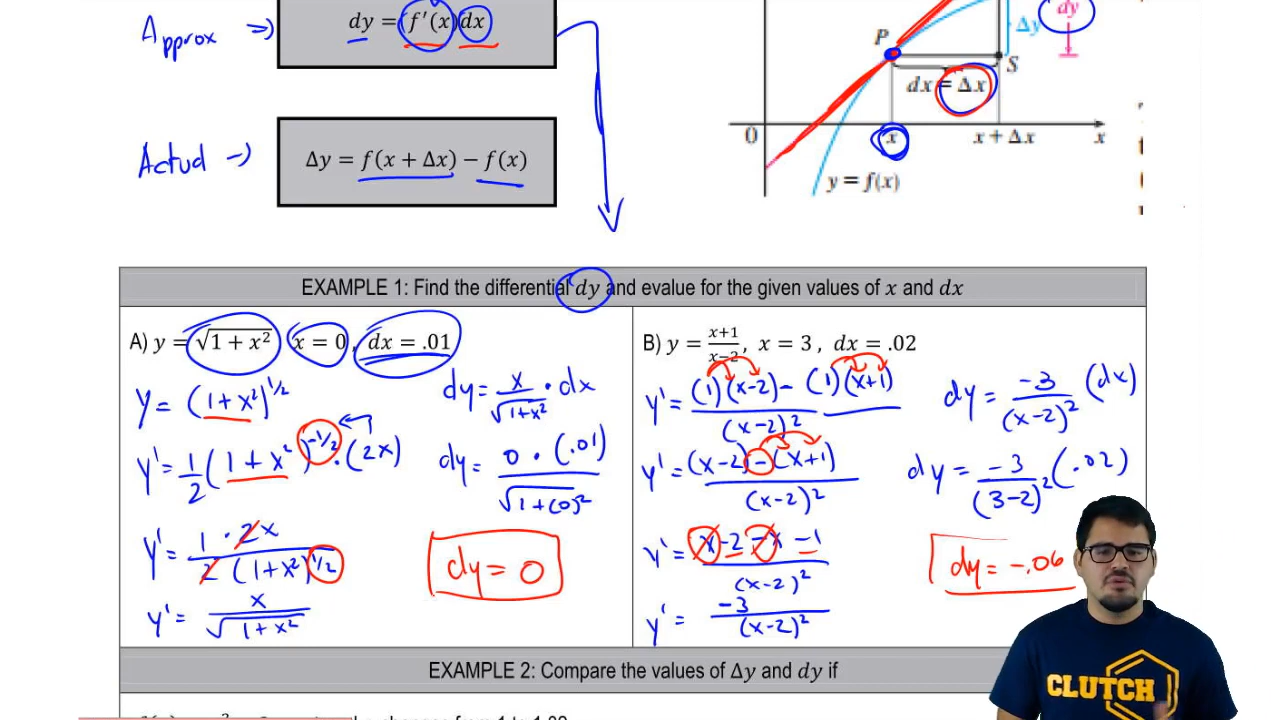 Approx => dy = f'(x) dx
Actual -> Δy = f(x + Δx) − f(x)
P
Δy
dy
S
dx = Δx
0
x
x + Δx
x
y = f(x)
EXAMPLE 1: Find the differential dy and evalue for the given values of x and dx
A) y = √(1 + x²) x = 0, dx = .01
y = (1+x²)^1/2
y' = 1/2 (1+x²)^-1/2 · (2x)
y' = 1·2x / 2(1+x²)^1/2
y' = x / √(1+x²)
dy = x/√(1+x²) · dx
dy = 0·(.01) / √(1+(0)²)
dy = 0
B) y = (x+1)/(x−2), x = 3, dx = .02
y' = (1)(x-2) - (1)(x+1) / (x-2)²
y' = (x-2) - (x+1) / (x-2)²
y' = x-2-x-1 / (x-2)²
y' = -3 / (x-2)²
dy = -3/(x-2)² (dx)
dy = -3/(3-2)² (.02)
dy = -.06
EXAMPLE 2: Compare the values of Δy and dy if
CLUTCH